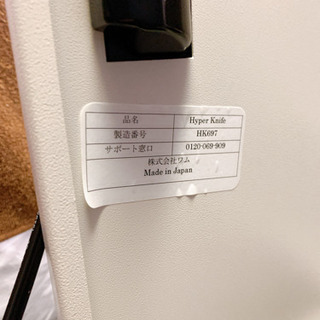 品名 Hyper Knife
製造番号 HK697
サポート窓口 0120-069-909
株式会社ワム
Made in Japan